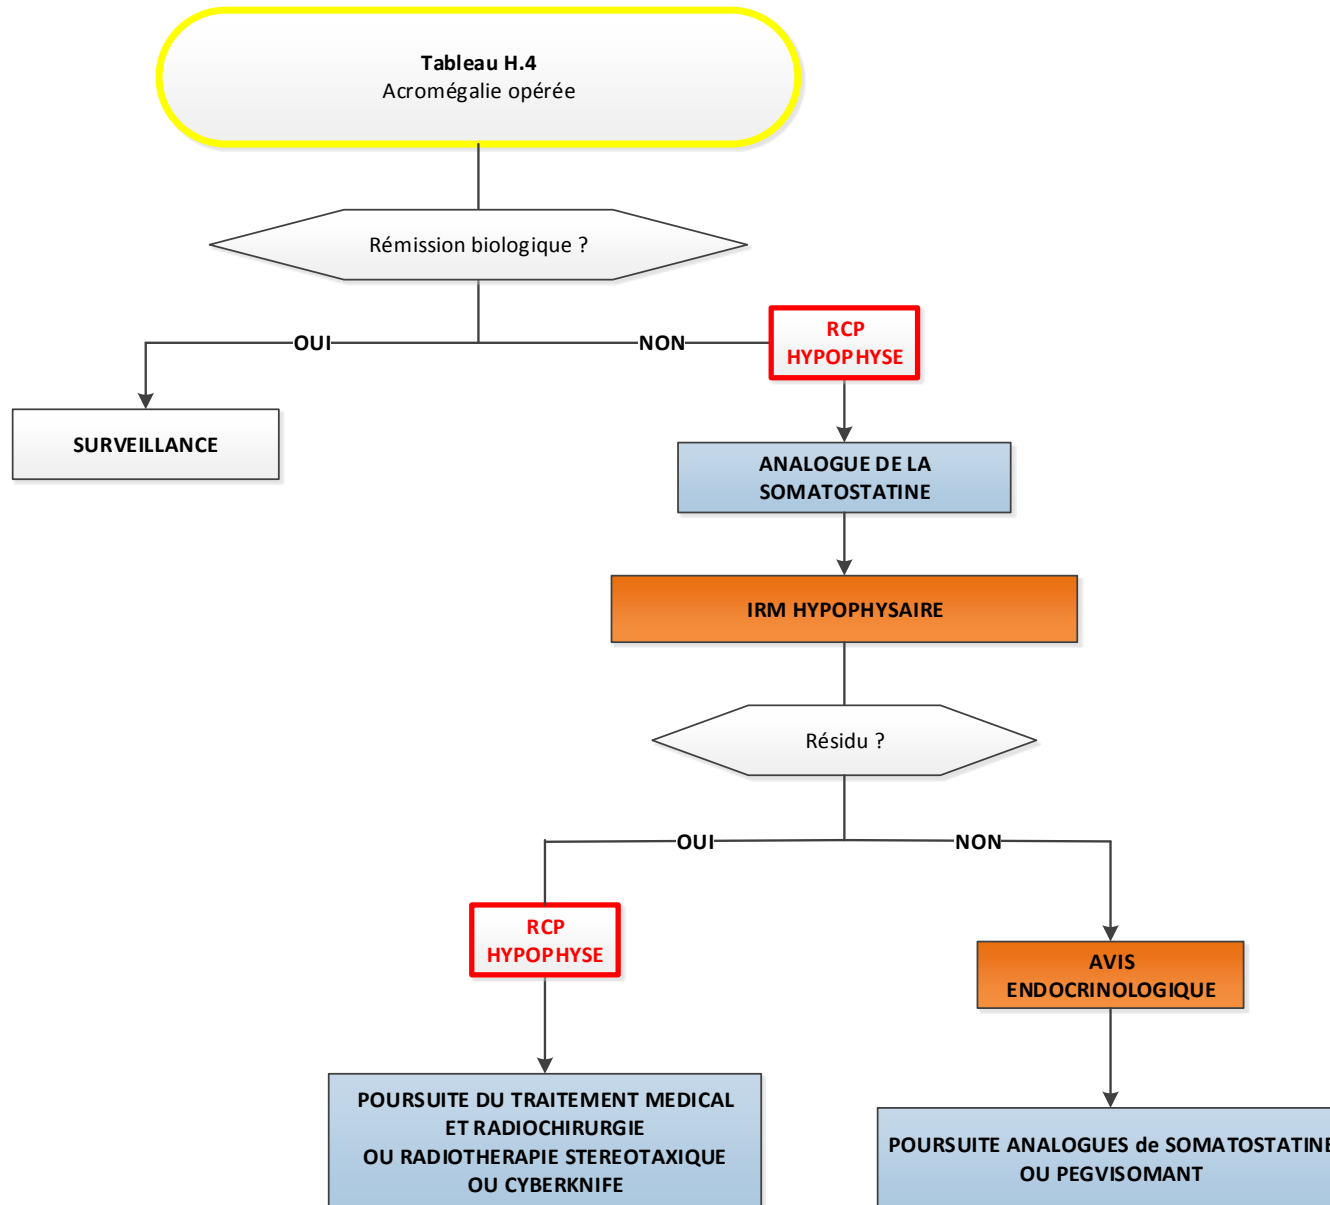 Tableau H.4
Acromégalie opérée
Rémission biologique ?
OUI
NON
RCP
HYPOPHYSE
SURVEILLANCE
ANALOGUE DE LA
SOMATOSTATINE
IRM HYPOPHYSAIRE
Résidu ?
OUI
NON
RCP
HYPOPHYSE
AVIS
ENDOCRINOLOGIQUE
POURSUITE DU TRAITEMENT MEDICAL
ET RADIOCHIRURGIE
OU RADIOTHERAPIE STEREOTAXIQUE
OU CYBERKNIFE
POURSUITE ANALOGUES de SOMATOSTATINE
OU PEGVISOMANT